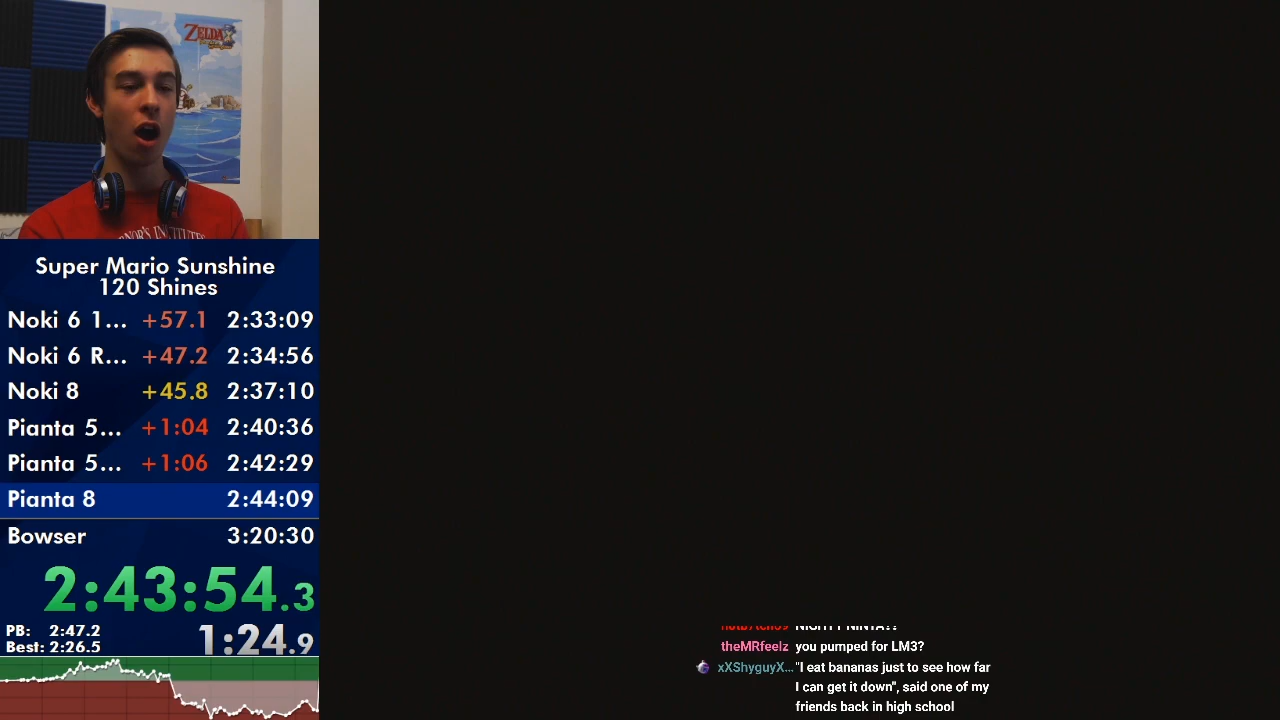 ZELDA
Super Mario Sunshine
120 Shines
Noki 6 1... +57.1 2:33:09
Noki 6 R... +47.2 2:34:56
Noki 8 +45.8 2:37:10
Pianta 5... +1:04 2:40:36
Pianta 5... +1:06 2:42:29
Pianta 8 2:44:09
Bowser 3:20:30
2:43:54.3
PB: 2:47.2
Best: 2:26.5
1:24.9
theMRfeelz you pumped for LM3?
xXShyguyX... "I eat bananas just to see how far
I can get it down", said one of my
friends back in high school